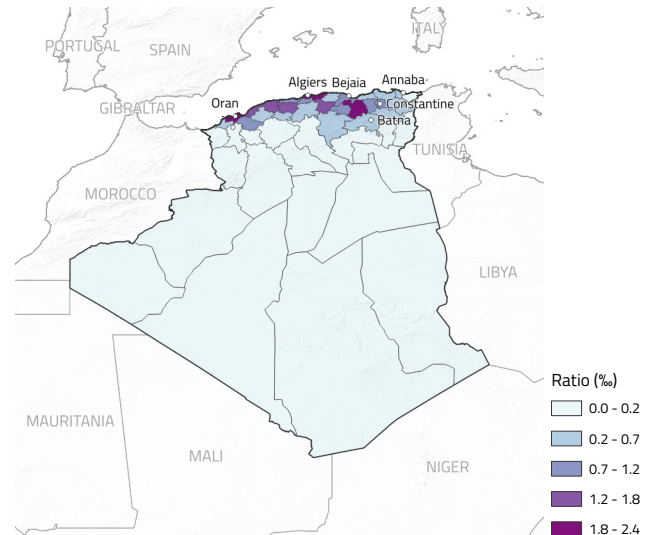 ITALY
PORTUGAL
SPAIN
Algiers
Bejaia
Annaba
Oran
Constantine
GIBRALTAR
Batna
TUNISIA
MOROCCO
LIBYA
Ratio (‰)
0.0 - 0.2
MAURITANIA
0.2 - 0.7
MALI
NIGER
0.7 - 1.2
1.2 - 1.8
1.8 - 2.4